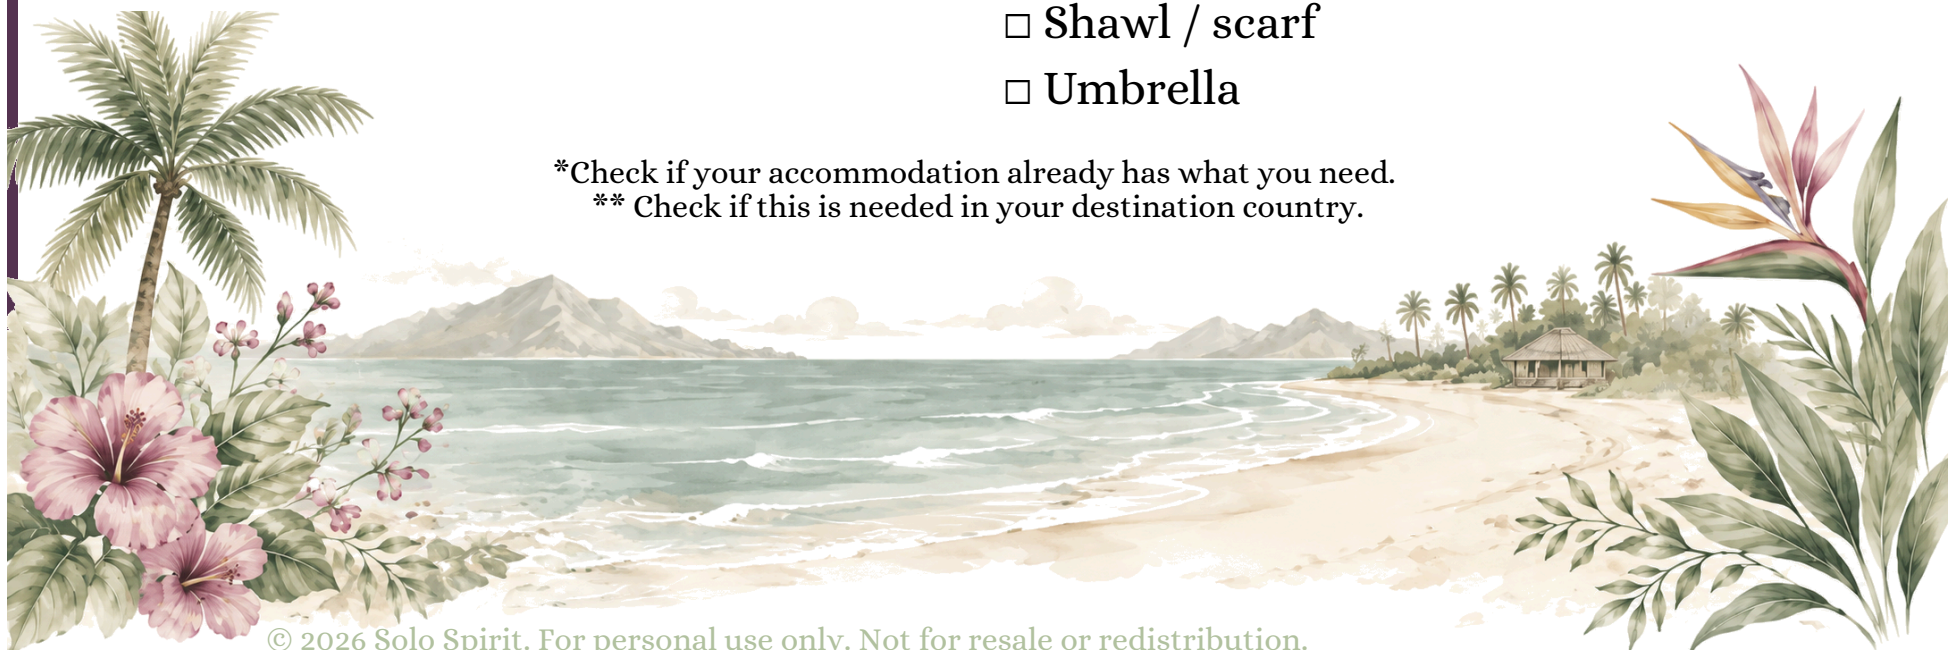 ☐ Shawl / scarf
☐ Umbrella
*Check if your accommodation already has what you need.
** Check if this is needed in your destination country.
© 2026 Solo Spirit. For personal use only. Not for resale or redistribution.